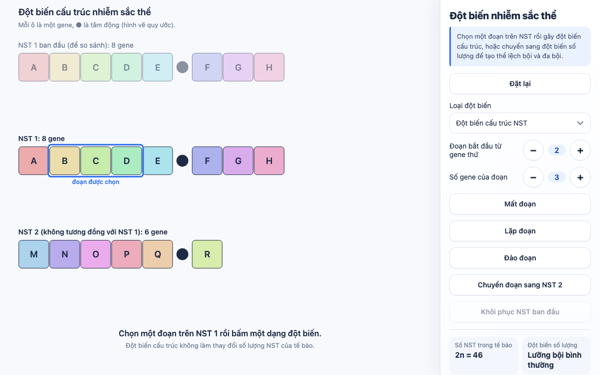 Đột biến cấu trúc nhiễm sắc thể
Mỗi ô là một gene, ● là tâm động (hình vẽ quy ước).
NST 1 ban đầu (để so sánh): 8 gene
A B C D E F G H
NST 1: 8 gene
A B C D E F G H
đoạn được chọn
NST 2 (không tương đồng với NST 1): 6 gene
M N O P Q R
Chọn một đoạn trên NST 1 rồi bấm một dạng đột biến.
Đột biến cấu trúc không làm thay đổi số lượng NST của tế bào.
Đột biến nhiễm sắc thể
Chọn một đoạn trên NST rồi gây đột biến
cấu trúc, hoặc chuyển sang đột biến số
lượng để tạo thể lệch bội và đa bội.
Đặt lại
Loại đột biến
Đột biến cấu trúc NST
Đoạn bắt đầu từ
gene thứ
− 2 +
Số gene của đoạn
− 3 +
Mất đoạn
Lặp đoạn
Đảo đoạn
Chuyển đoạn sang NST 2
Khôi phục NST ban đầu
Số NST trong tế bào
2n = 46
Đột biến số lượng
Lưỡng bội bình
thường